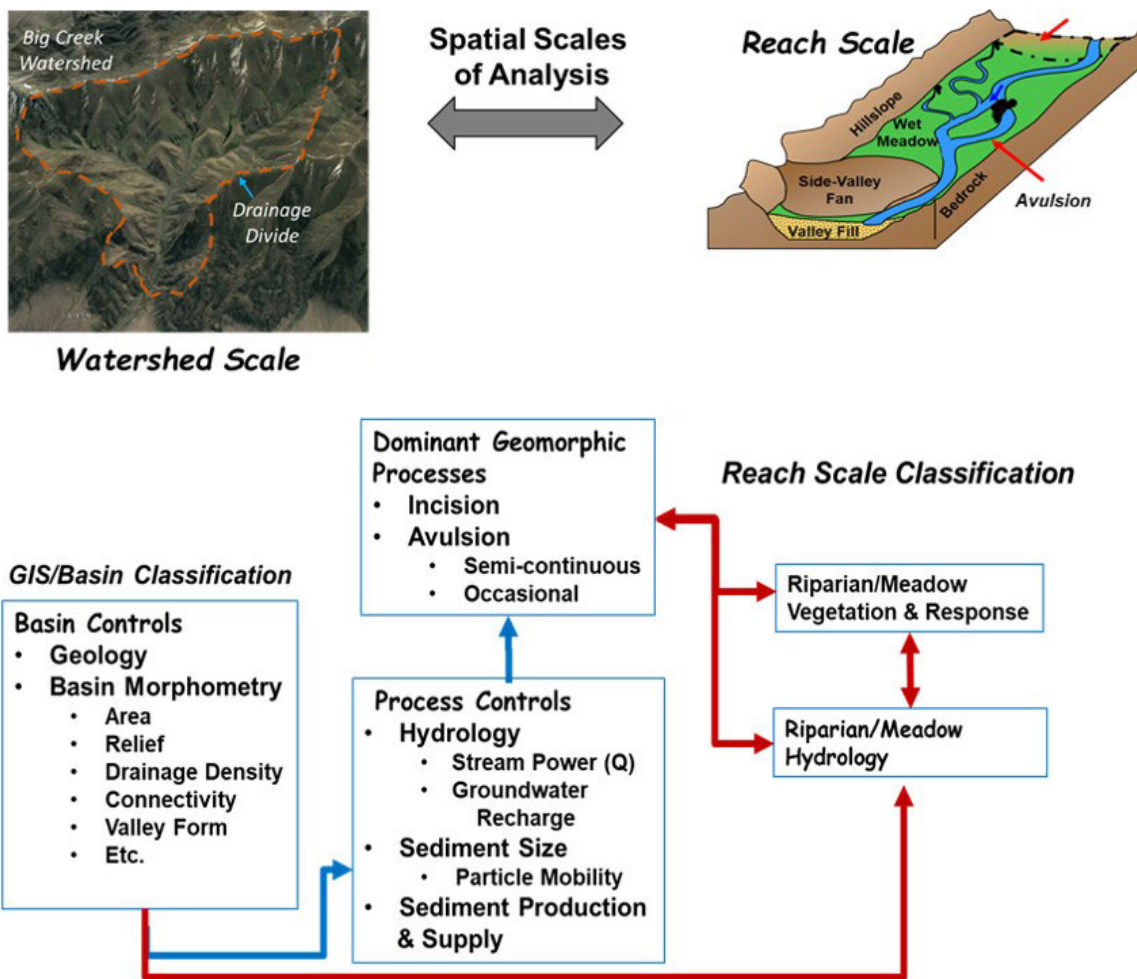 Big Creek
Watershed
Drainage
Divide
Watershed Scale
Spatial Scales
of Analysis
Reach Scale
Hillslope
Wet
Meadow
Side-Valley
Fan
Bedrock
Avulsion
Valley Fill
GIS/Basin Classification
Basin Controls
• Geology
• Basin Morphometry
• Area
• Relief
• Drainage Density
• Connectivity
• Valley Form
• Etc.
Dominant Geomorphic
Processes
• Incision
• Avulsion
• Semi-continuous
• Occasional
Process Controls
• Hydrology
• Stream Power (Q)
• Groundwater
Recharge
• Sediment Size
• Particle Mobility
• Sediment Production
& Supply
Reach Scale Classification
Riparian/Meadow
Vegetation & Response
Riparian/Meadow
Hydrology